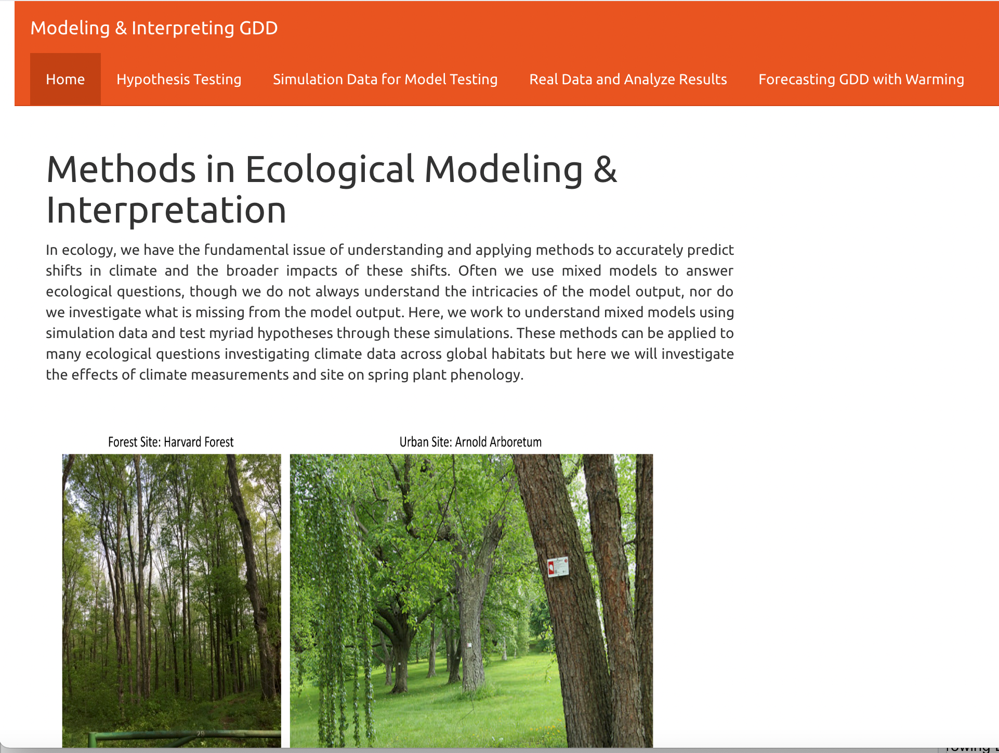 Modeling & Interpreting GDD
Home Hypothesis Testing Simulation Data for Model Testing Real Data and Analyze Results Forecasting GDD with Warming
Methods in Ecological Modeling &
Interpretation
In ecology, we have the fundamental issue of understanding and applying methods to accurately predict
shifts in climate and the broader impacts of these shifts. Often we use mixed models to answer
ecological questions, though we do not always understand the intricacies of the model output, nor do
we investigate what is missing from the model output. Here, we work to understand mixed models using
simulation data and test myriad hypotheses through these simulations. These methods can be applied to
many ecological questions investigating climate data across global habitats but here we will investigate
the effects of climate measurements and site on spring plant phenology.
Forest Site: Harvard Forest Urban Site: Arnold Arboretum
29